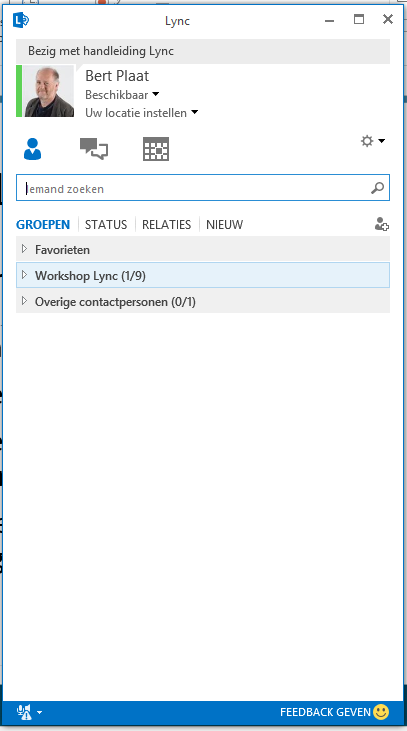 Lync
Bezig met handleiding Lync
Bert Plaat
Beschikbaar
Uw locatie instellen
Iemand zoeken
GROEPEN STATUS RELATIES NIEUW
Favorieten
Workshop Lync (1/9)
Overige contactpersonen (0/1)
FEEDBACK GEVEN